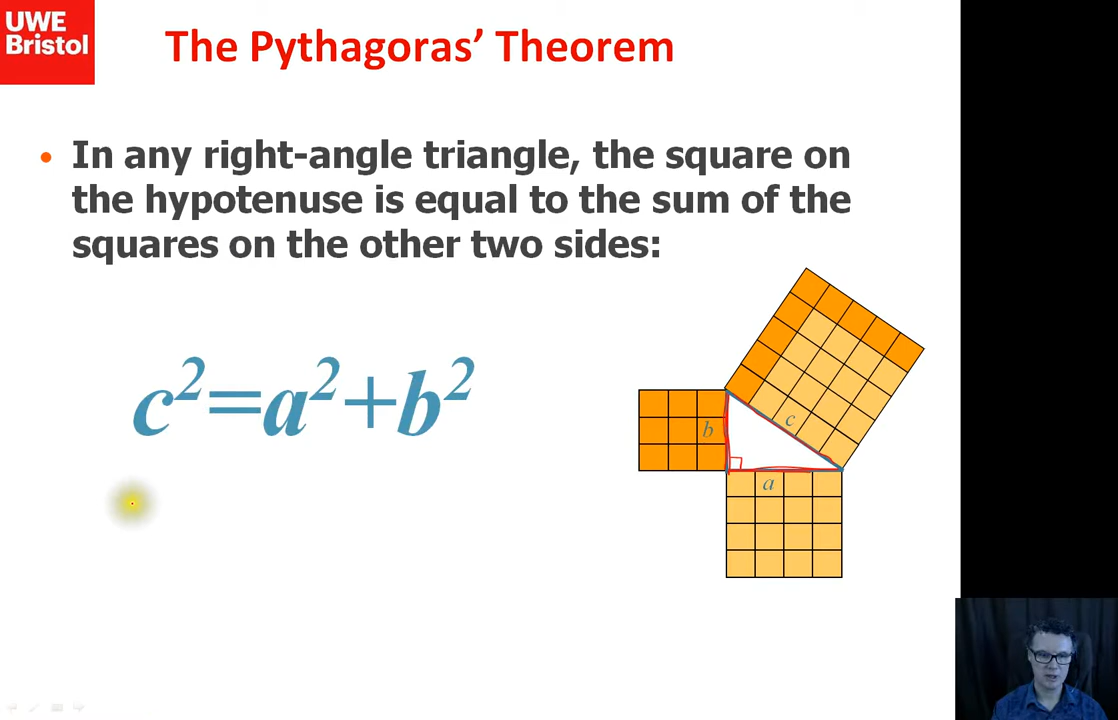 UWE
Bristol
The Pythagoras’ Theorem
• In any right-angle triangle, the square on
the hypotenuse is equal to the sum of the
squares on the other two sides:
c²=a²+b²
c
b
a